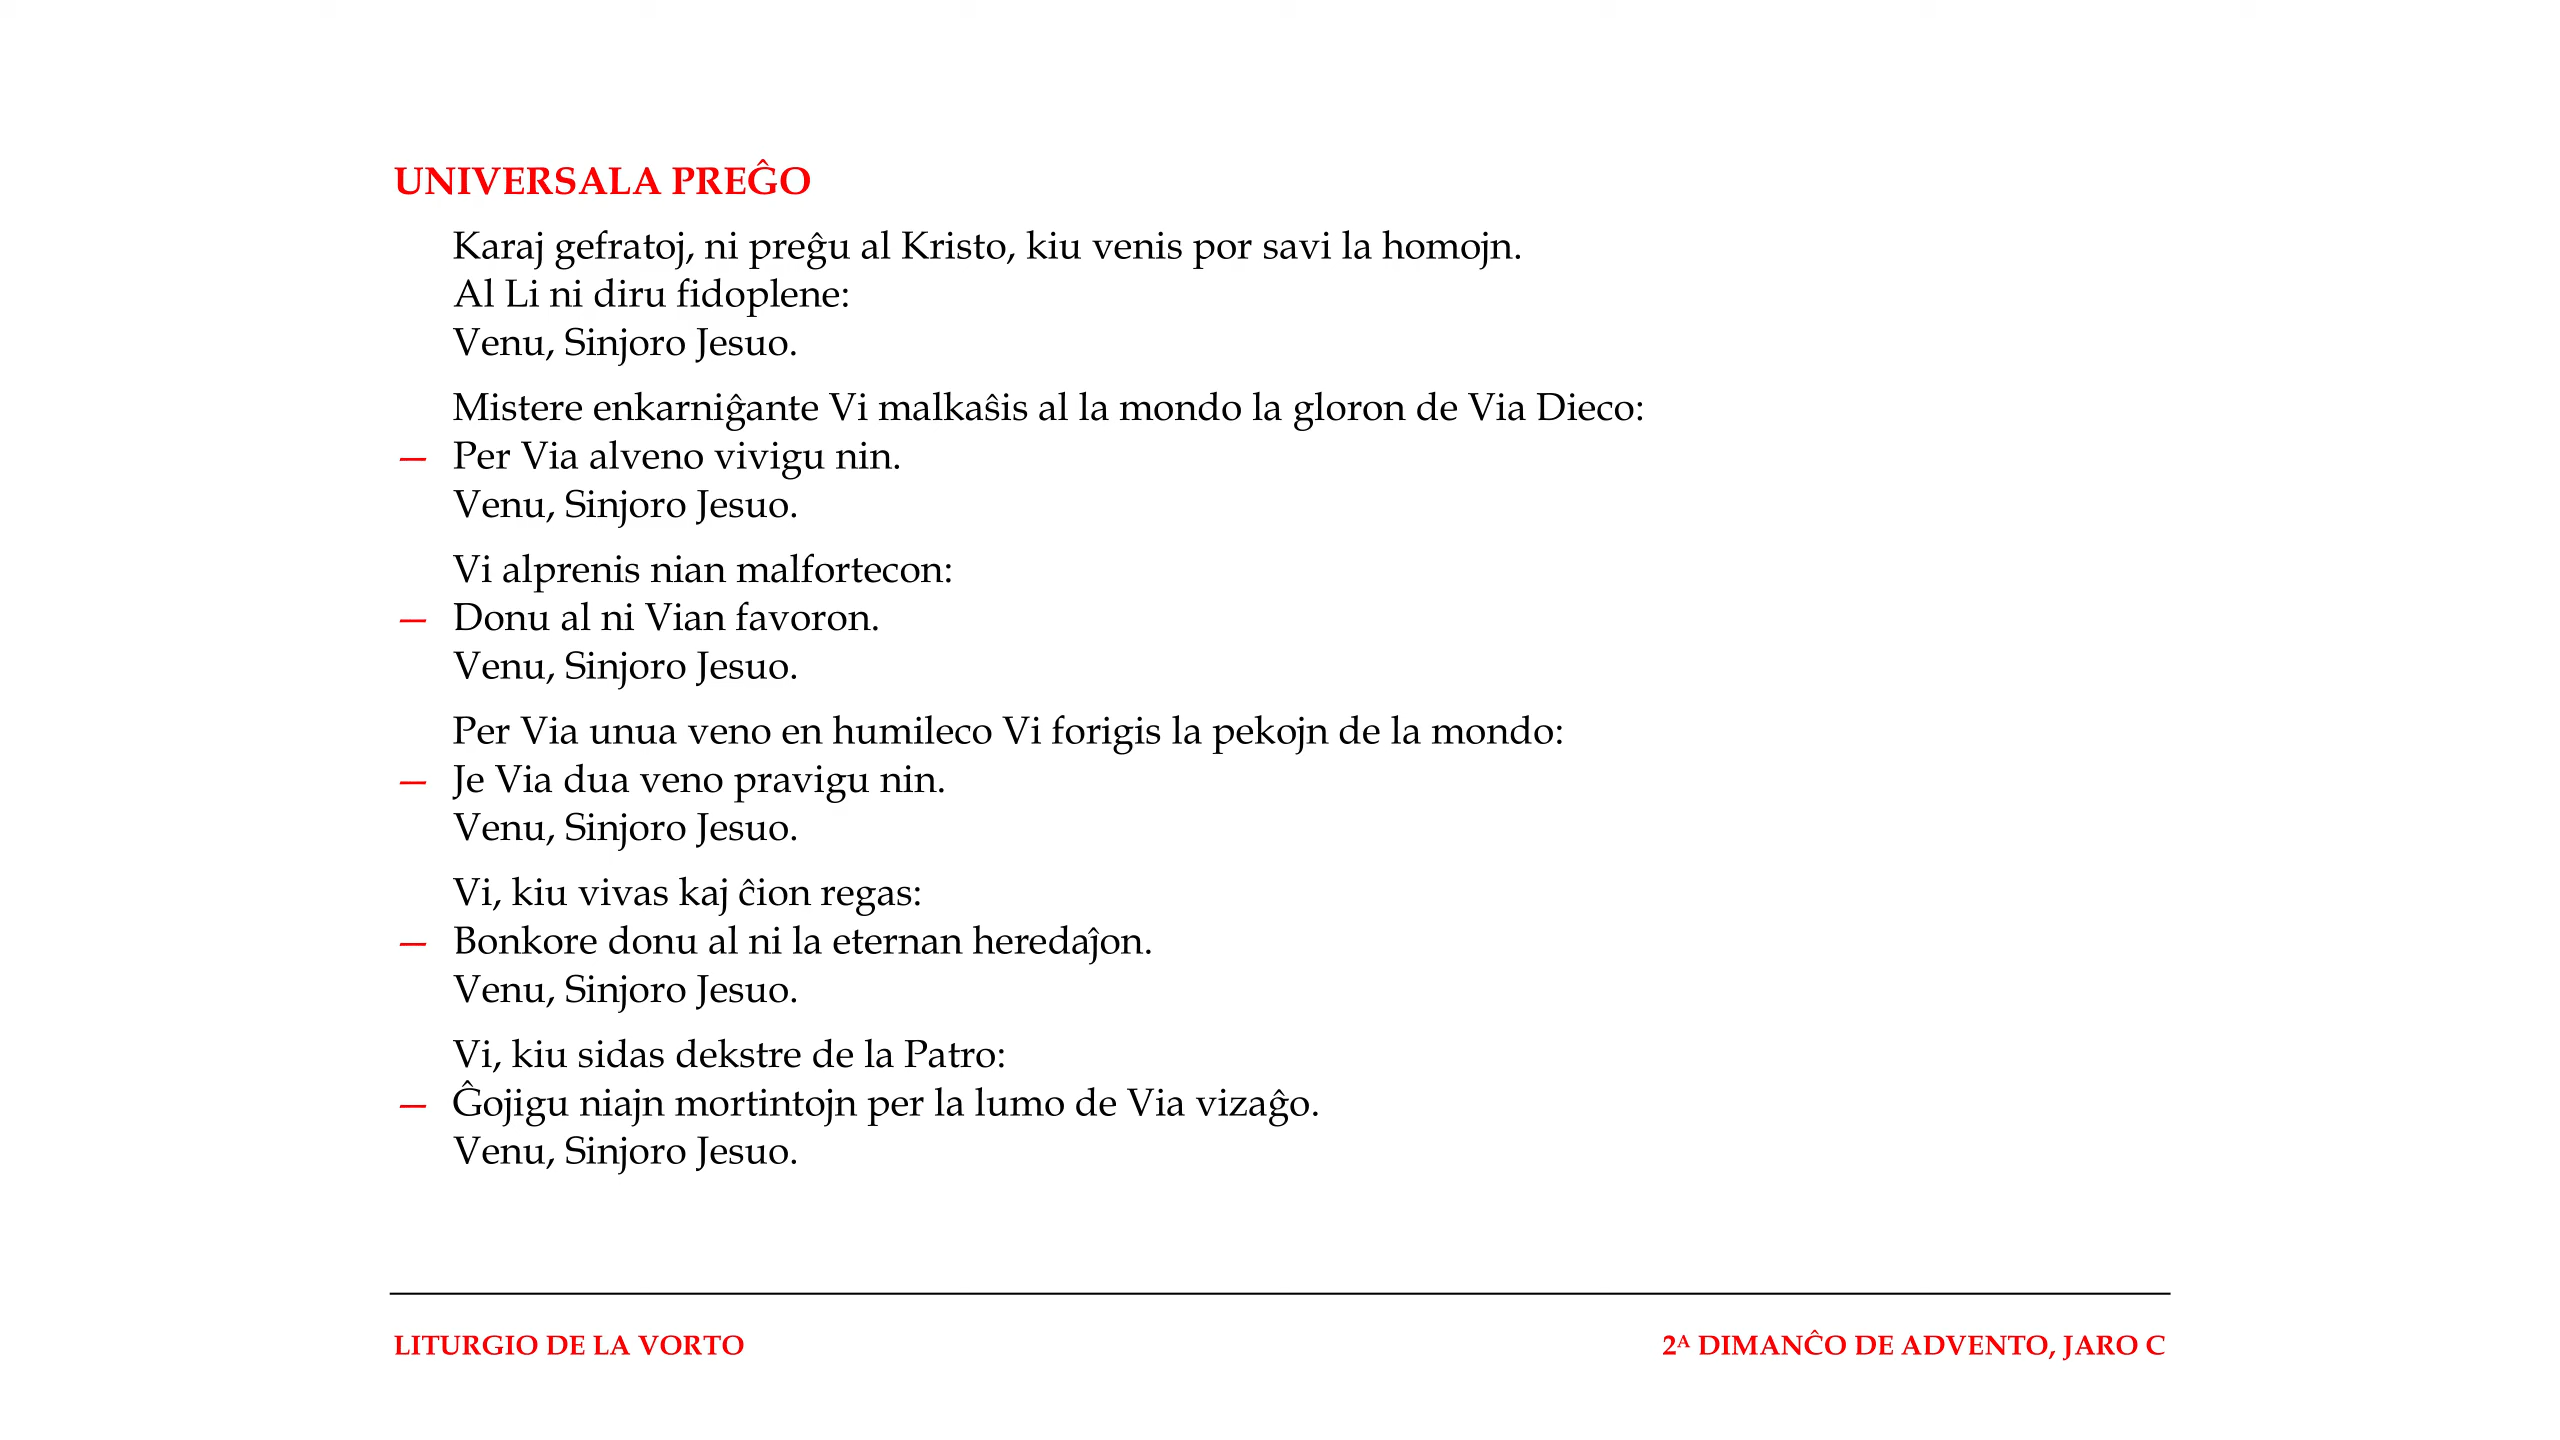 UNIVERSALA PREĜO
Karaj gefratoj, ni preĝu al Kristo, kiu venis por savi la homojn.
Al Li ni diru fidoplene:
Venu, Sinjoro Jesuo.
Mistere enkarniĝante Vi malkaŝis al la mondo la gloron de Via Dieco:
— Per Via alveno vivigu nin.
Venu, Sinjoro Jesuo.
Vi alprenis nian malfortecon:
— Donu al ni Vian favoron.
Venu, Sinjoro Jesuo.
Per Via unua veno en humileco Vi forigis la pekojn de la mondo:
— Je Via dua veno pravigu nin.
Venu, Sinjoro Jesuo.
Vi, kiu vivas kaj ĉion regas:
— Bonkore donu al ni la eternan heredaĵon.
Venu, Sinjoro Jesuo.
Vi, kiu sidas dekstre de la Patro:
— Ĝojigu niajn mortintojn per la lumo de Via vizaĝo.
Venu, Sinjoro Jesuo.
LITURGIO DE LA VORTO
2ᴬ DIMANĈO DE ADVENTO, JARO C